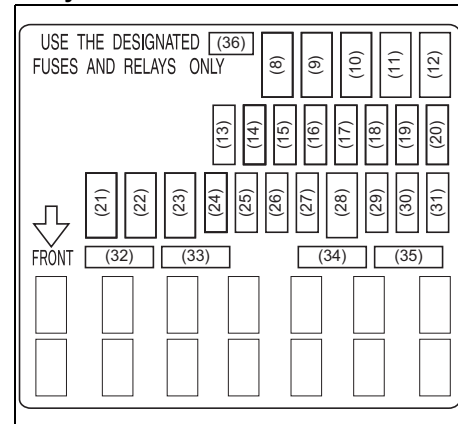 USE THE DESIGNATED (36)
FUSES AND RELAYS ONLY
(8) (9) (10) (11) (12)
(13) (14) (15) (16) (17) (18) (19) (20)
(21) (22) (23) (24) (25) (26) (27) (28) (29) (30) (31)
FRONT (32) (33) (34) (35)